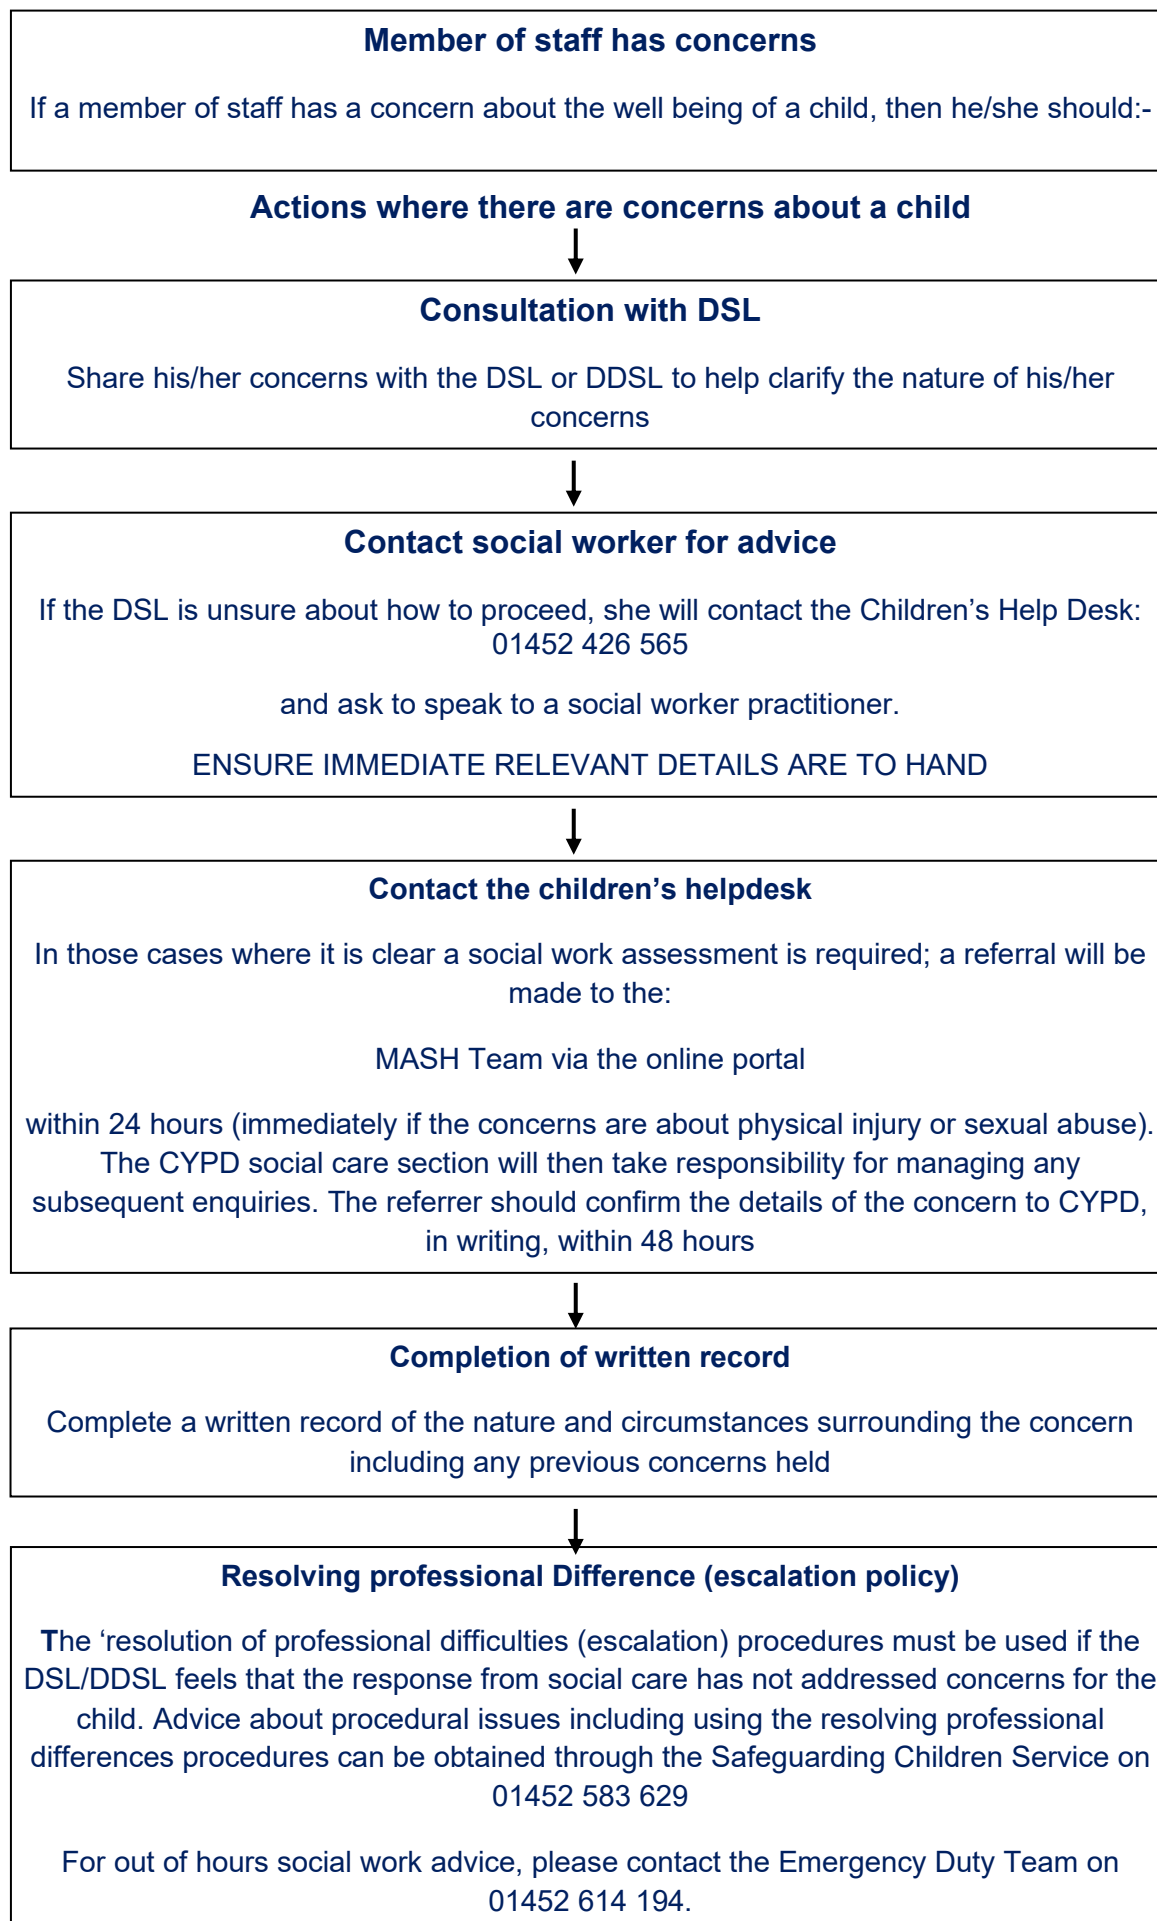 Member of staff has concerns
If a member of staff has a concern about the well being of a child, then he/she should:-
Actions where there are concerns about a child
Consultation with DSL
Share his/her concerns with the DSL or DDSL to help clarify the nature of his/her
concerns
Contact social worker for advice
If the DSL is unsure about how to proceed, she will contact the Children’s Help Desk:
01452 426 565
and ask to speak to a social worker practitioner.
ENSURE IMMEDIATE RELEVANT DETAILS ARE TO HAND
Contact the children’s helpdesk
In those cases where it is clear a social work assessment is required; a referral will be
made to the:
MASH Team via the online portal
within 24 hours (immediately if the concerns are about physical injury or sexual abuse).
The CYPD social care section will then take responsibility for managing any
subsequent enquiries. The referrer should confirm the details of the concern to CYPD,
in writing, within 48 hours
Completion of written record
Complete a written record of the nature and circumstances surrounding the concern
including any previous concerns held
Resolving professional Difference (escalation policy)
The ‘resolution of professional difficulties (escalation) procedures must be used if the
DSL/DDSL feels that the response from social care has not addressed concerns for the
child. Advice about procedural issues including using the resolving professional
differences procedures can be obtained through the Safeguarding Children Service on
01452 583 629
For out of hours social work advice, please contact the Emergency Duty Team on
01452 614 194.